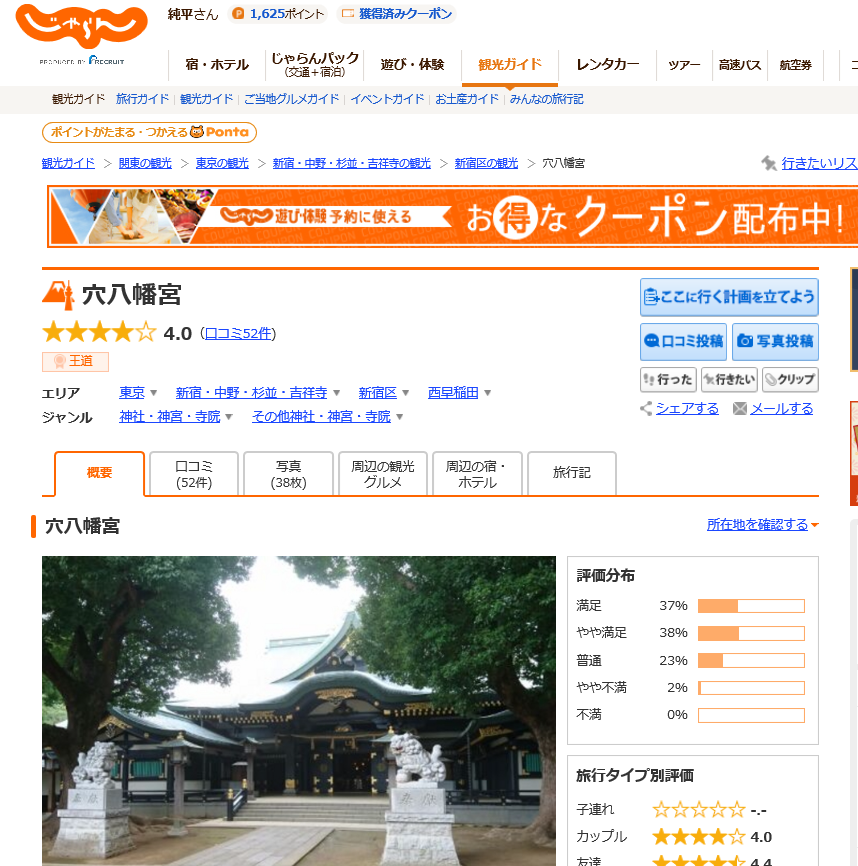 じゃらん
PRODUCED BY RECRUIT
純平さん
P 1,625ポイント
獲得済みクーポン
宿・ホテル
じゃらんパック
(交通+宿泊)
遊び・体験
観光ガイド
レンタカー
ツアー
高速バス
航空券
観光ガイド 旅行ガイド 観光ガイド ご当地グルメガイド イベントガイド お土産ガイド みんなの旅行記
ポイントがたまる・つかえる Ponta
観光ガイド > 関東の観光 > 東京の観光 > 新宿・中野・杉並・吉祥寺の観光 > 新宿区の観光 > 穴八幡宮
行きたいリス
じゃらん 遊び・体験 予約に使える お得なクーポン配布中!
穴八幡宮
4.0 (口コミ52件)
王道
エリア 東京 新宿・中野・杉並・吉祥寺 新宿区 西早稲田
ジャンル 神社・神宮・寺院 その他神社・神宮・寺院
ここに行く計画を立てよう
口コミ投稿 写真投稿
行った 行きたい クリップ
シェアする メールする
概要
口コミ
(52件)
写真
(38枚)
周辺の観光
グルメ
周辺の宿・
ホテル
旅行記
穴八幡宮
所在地を確認する
評価分布
満足 37%
やや満足 38%
普通 23%
やや不満 2%
不満 0%
旅行タイプ別評価
子連れ -.-
カップル 4.0
友達 4.4